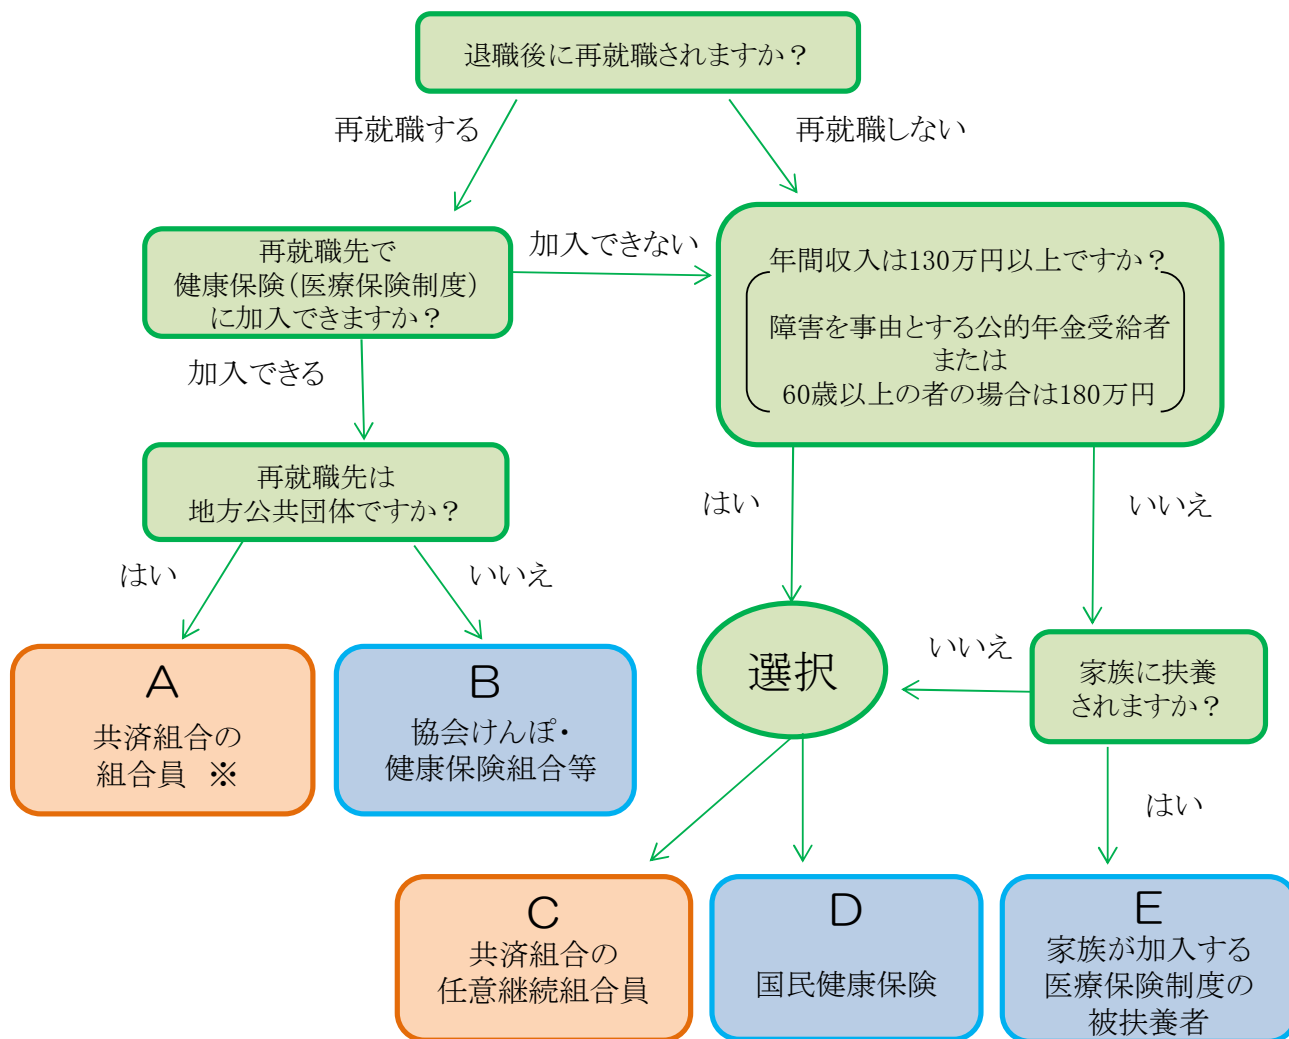 退職後に再就職されますか？
再就職する
再就職しない
再就職先で
健康保険（医療保険制度）
に加入できますか？
加入できない
年間収入は130万円以上ですか？
障害を事由とする公的年金受給者
または
60歳以上の者の場合は180万円
加入できる
再就職先は
地方公共団体ですか？
はい
いいえ
はい
いいえ
A
共済組合の
組合員　※
B
協会けんぽ・
健康保険組合等
選択
いいえ
家族に扶養
されますか？
はい
C
共済組合の
任意継続組合員
D
国民健康保険
E
家族が加入する
医療保険制度の
被扶養者